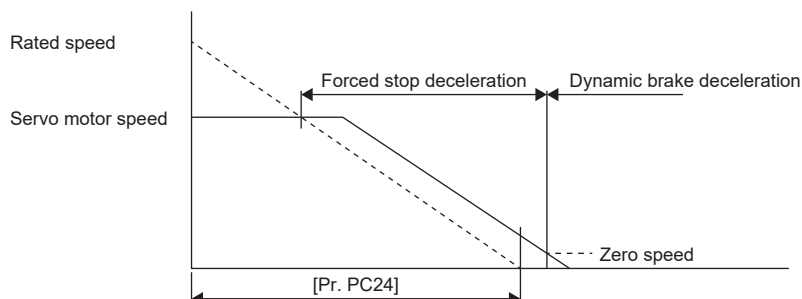 Rated speed
Forced stop deceleration
Dynamic brake deceleration
Servo motor speed
Zero speed
[Pr. PC24]